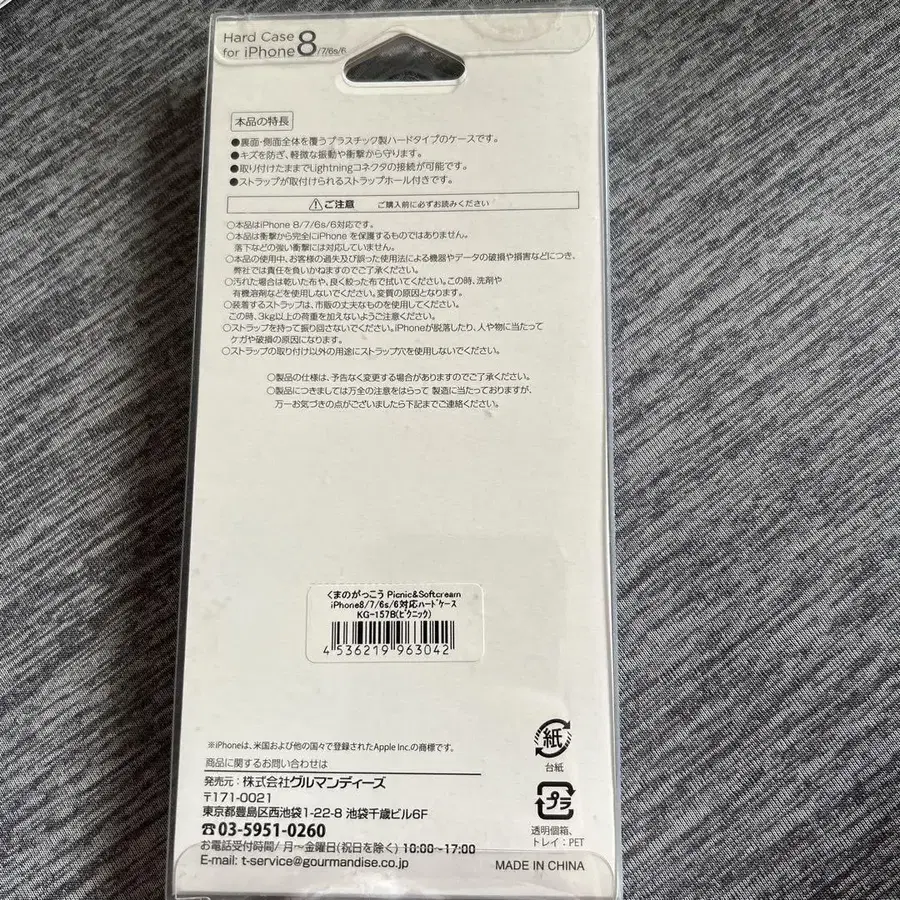 Hard Case
for iPhone 8/7/6s/6
本品の特長
●裏面・側面全体を覆うプラスチック製ハードタイプのケースです。
●キズを防ぎ、軽微な振動や衝撃から守ります。
●取り付けたままでLightningコネクタの接続が可能です。
●ストラップが取付けられるストラップホール付きです。
⚠ご注意 ご購入前に必ずお読みください
○本品はiPhone 8/7/6s/6対応です。
○本品は衝撃から完全にiPhone を保護するものではありません。
落下などの強い衝撃には対応していません。
○本品の使用中、お客様の過失及び誤った使用法による機器やデータの破損や損害などにつき、
弊社では責任を負いかねますのでご了承ください。
○汚れた場合は乾いた布や、良く絞った布で拭いてください。この時、洗剤や
有機溶剤などを使用しないでください。変質の原因となります。
○装着するストラップは、市販の丈夫なものを使用してください。
この時、3kg以上の荷重を加えないようご注意ください。
○ストラップを持って振り回さないでください。iPhoneが脱落したり、人や物に当たって
ケガや破損の原因になります。
○ストラップの取り付け以外の用途にストラップ穴を使用しないでください。
○製品の仕様は、予告なく変更する場合がありますのでご了承ください。
○製品につきましては万全の注意をはらって 製造に当たっておりますが、
万一お気づきの点がございましたら下記までご連絡ください。
くまのがっこう Picnic&Softcream
iPhone8/7/6s/6対応ハードケース
KG-157B(ピクニック)
4 536219 963042
※iPhoneは、米国および他の国々で登録されたApple Inc.の商標です。
商品に関するお問い合わせは
発売元：株式会社グルマンディーズ
〒171-0021
東京都豊島区西池袋1-22-8 池袋千歳ビル6F
☎03-5951-0260
お電話受付時間/ 月〜金曜日(祝日を除く) 10:00〜17:00
E-mail: t-service@gourmandise.co.jp
紙
台紙
プラ
透明個箱、
トレイ：PET
MADE IN CHINA